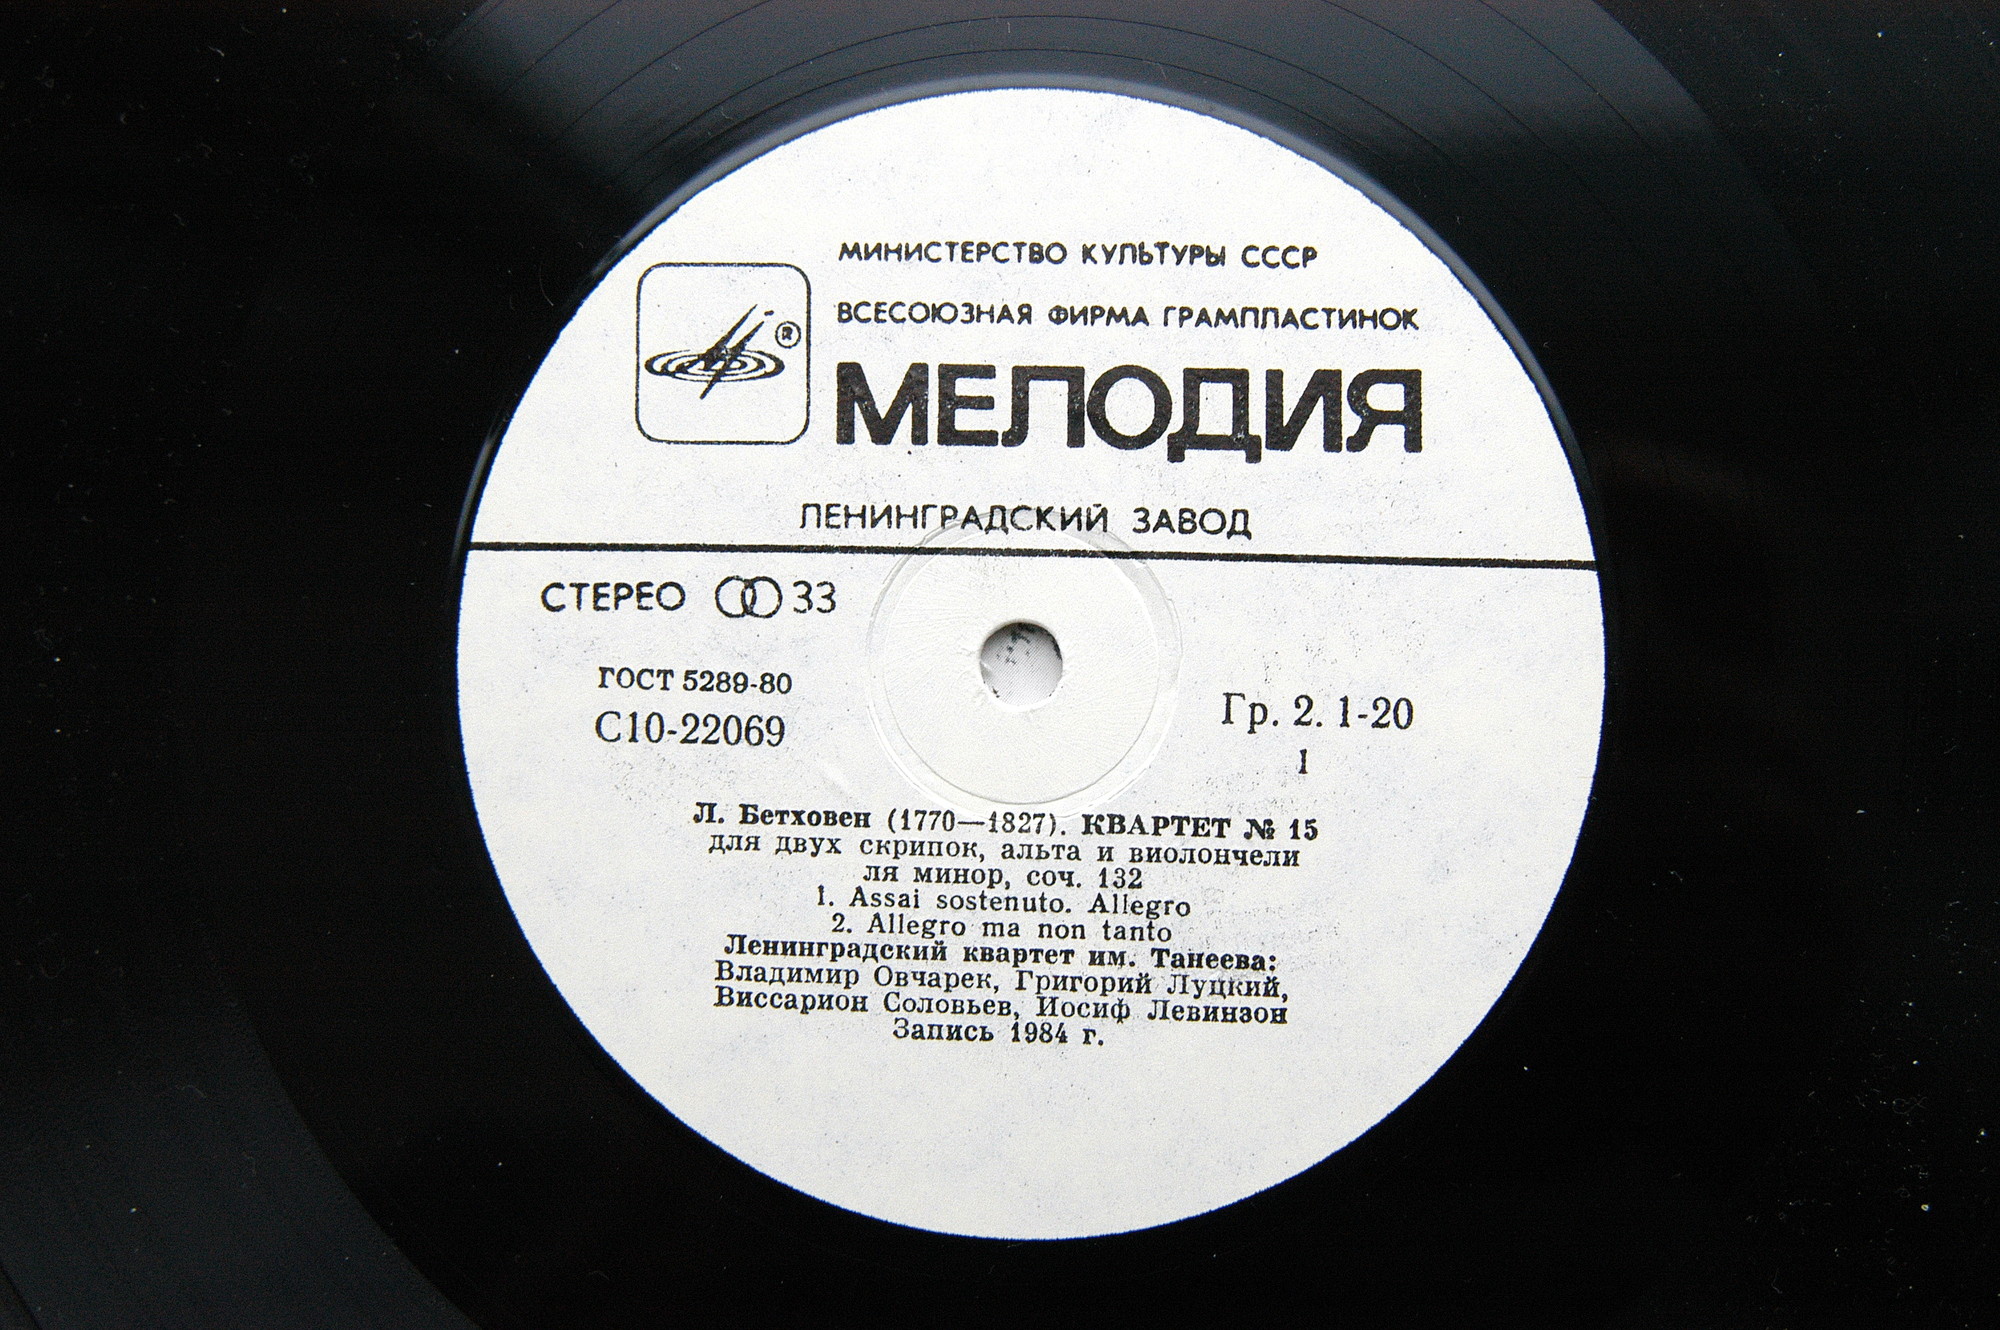 МИНИСТЕРСТВО КУЛЬТУРЫ СССР
ВСЕСОЮЗНАЯ ФИРМА ГРАМПЛАСТИНОК
®
МЕЛОДИЯ
ЛЕНИНГРАДСКИЙ ЗАВОД
СТЕРЕО 33
ГОСТ 5289-80
С10-22069
Гр. 2. 1-20
1
Л. Бетховен (1770—1827). КВАРТЕТ № 15
для двух скрипок, альта и виолончели
ля минор, соч. 132
1. Assai sostenuto. Allegro
2. Allegro ma non tanto
Ленинградский квартет им. Танеева:
Владимир Овчарек, Григорий Луцкий,
Виссарион Соловьев, Иосиф Левинзон
Запись 1984 г.